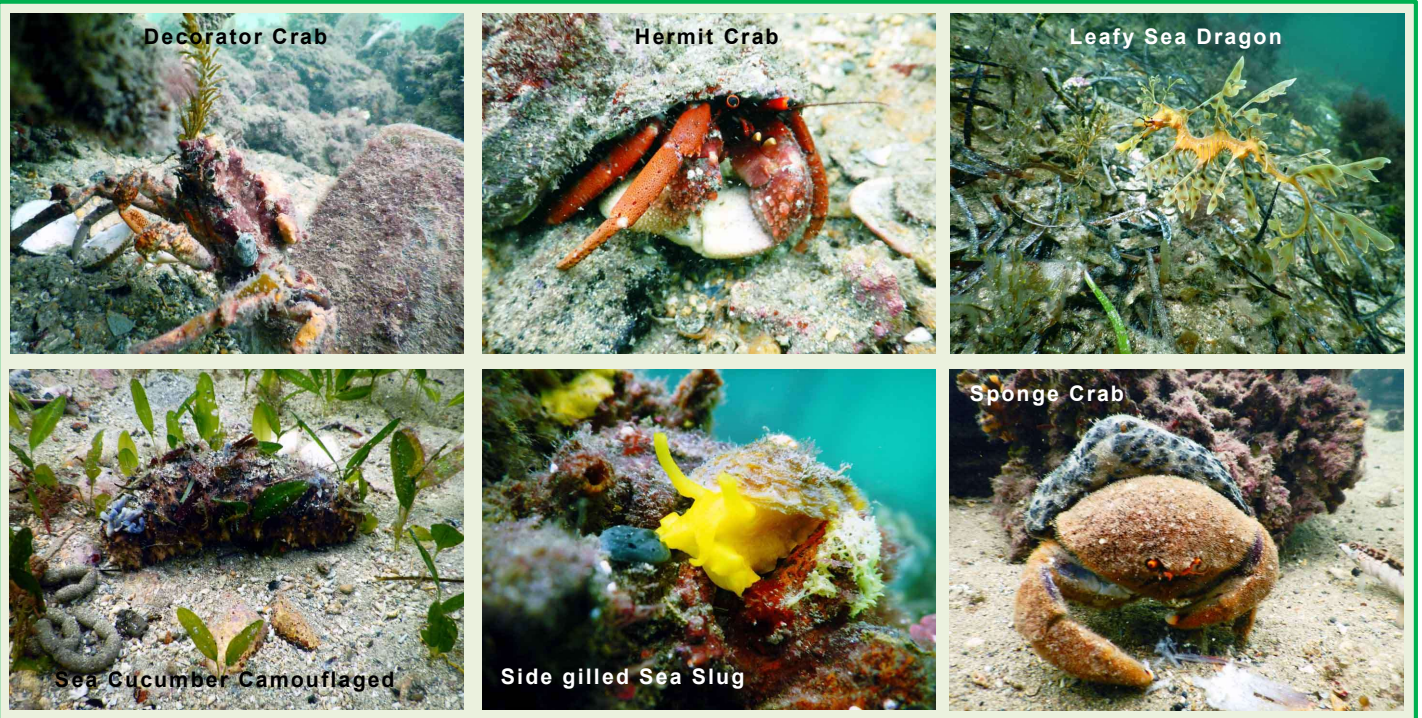 Decorator Crab
Hermit Crab
Leafy Sea Dragon
Sea Cucumber Camouflaged
Side gilled Sea Slug
Sponge Crab